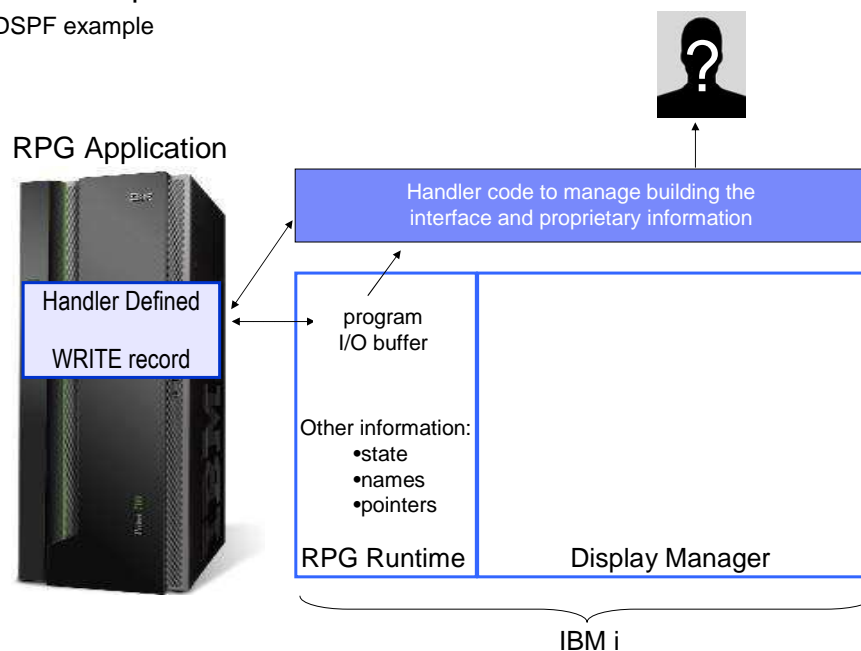 DSPF example
?
RPG Application
Handler code to manage building the
interface and proprietary information
Handler Defined
WRITE record
program
I/O buffer
Other information:
•state
•names
•pointers
RPG Runtime
Display Manager
IBM i
IBM